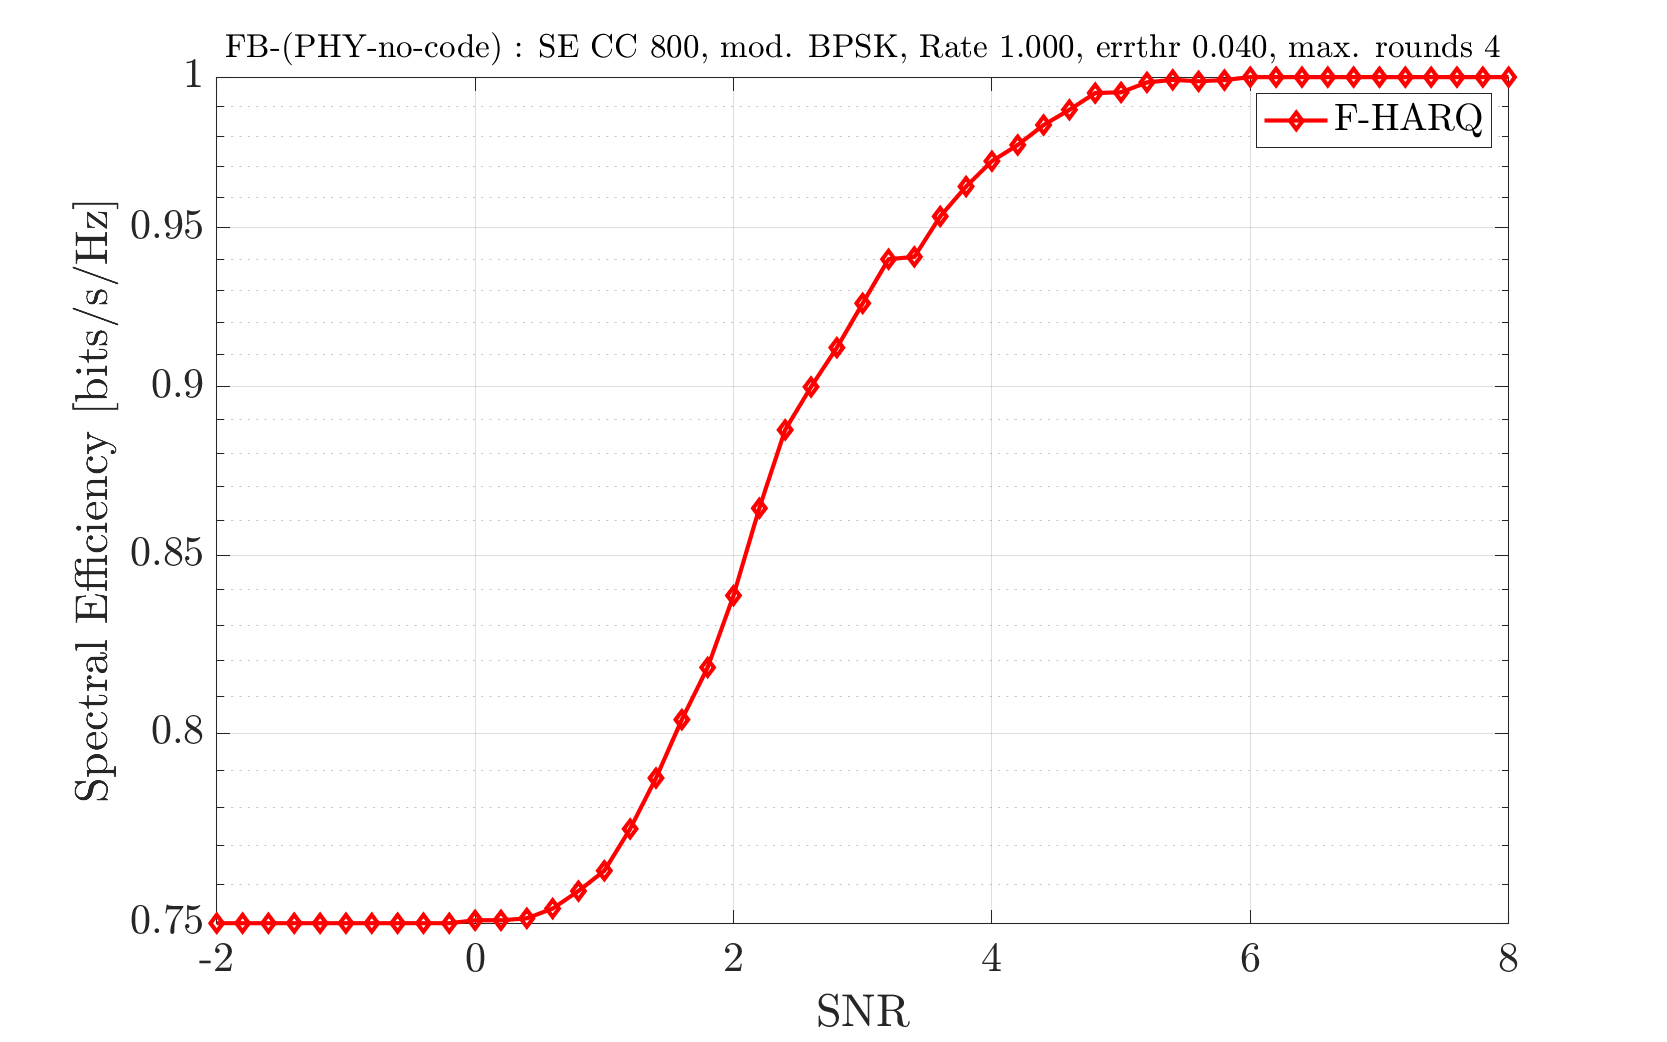 FB-(PHY-no-code) : SE CC 800, mod. BPSK, Rate 1.000, errthr 0.040, max. rounds 4
1
0.95
0.9
0.85
0.8
0.75
Spectral Efficiency [bits/s/Hz]
F-HARQ
-2 0 2 4 6 8
SNR